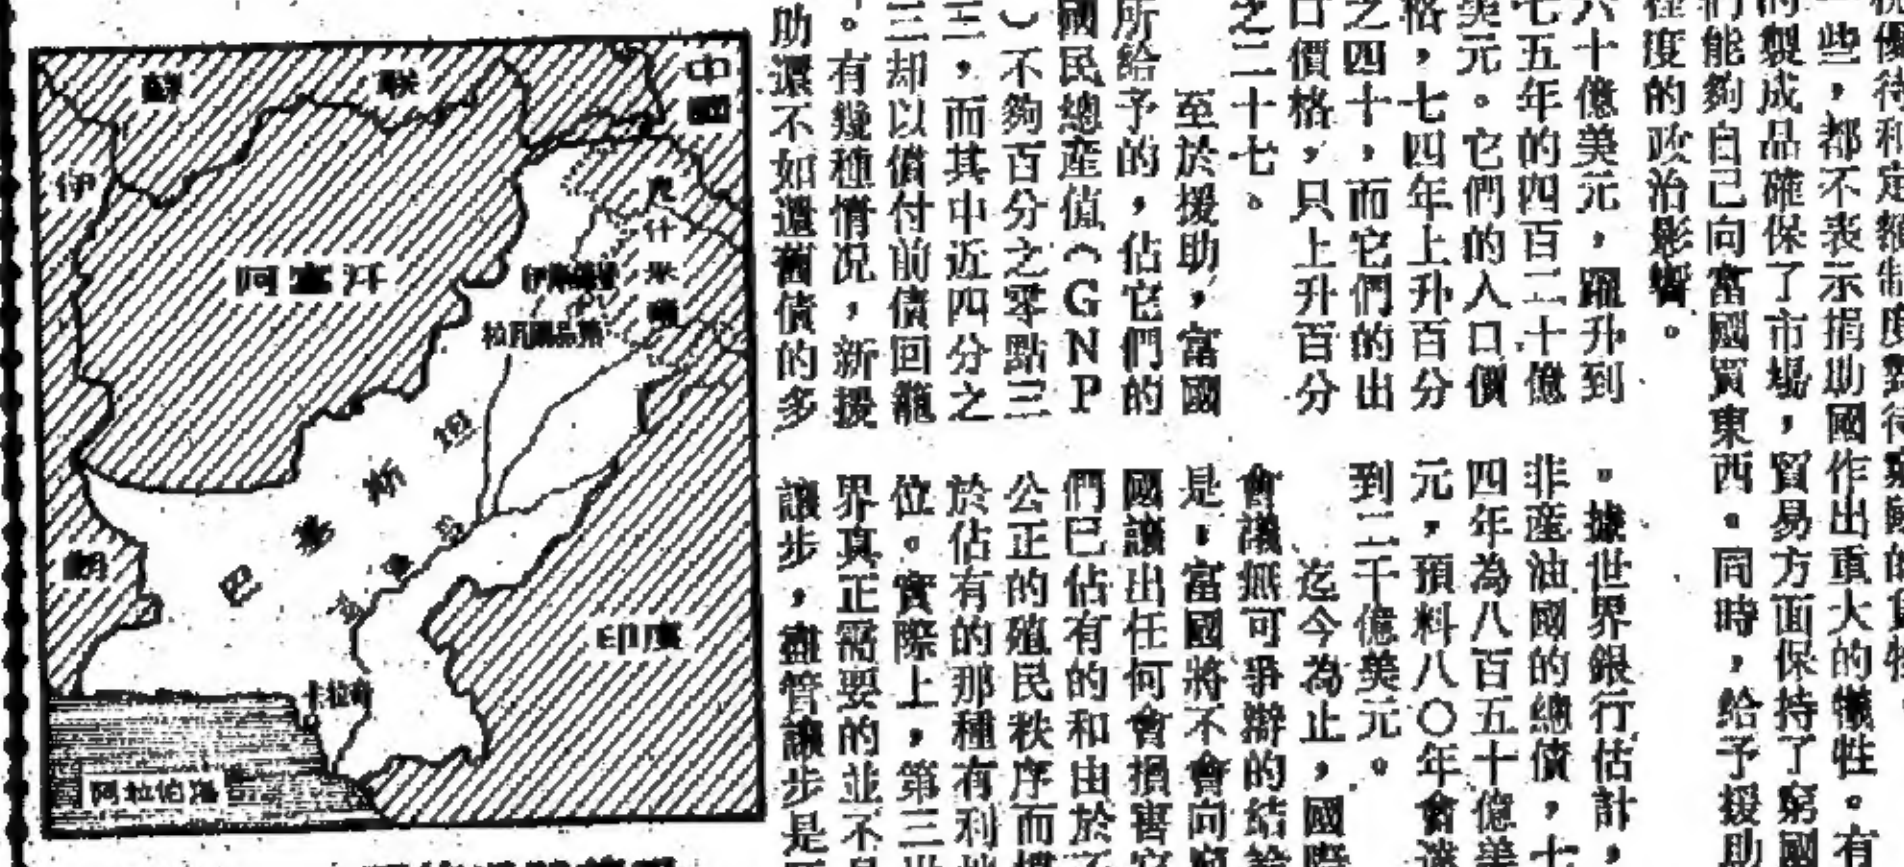 些，都不表示捐助國作出重大的犧牲。有
的製成品確保了市場，貿易方面保持了窮國
們能夠自己向富國買東西。同時，給予援助
程度的政治影響。
六十億美元，躍升到
七五年的四百二十億
美元。它們的入口價
格，七四年上升百分
之四十，而它們的出
口價格，只上升百分
之二十七。
至於援助，富國
所給予的，佔它們的
國民總產值（GNP
）不夠百分之零點三
三，而其中近四分之
三却以償付前債回籠
。有幾種情況，新援
助還不如還舊債的多
。據世界銀行估計，
非產油國的總債，七
四年為八百五十億美
元，預料八〇年會達
到二千億美元。
迄今為止，國際
會議無可爭辯的結論
是，富國將不會向窮
國讓出任何會損害它
們已佔有的和由於不
公正的殖民秩序而
於佔有的那種有利地
位。實際上，第三世
界真正需要的並不是
讓步，儘管讓步是
中國
蘇 联
伊朗
阿富汗
克什米爾
伊斯蘭堡
拉瓦爾品第
巴基斯坦
印度河
卡拉奇
印度
阿拉伯海